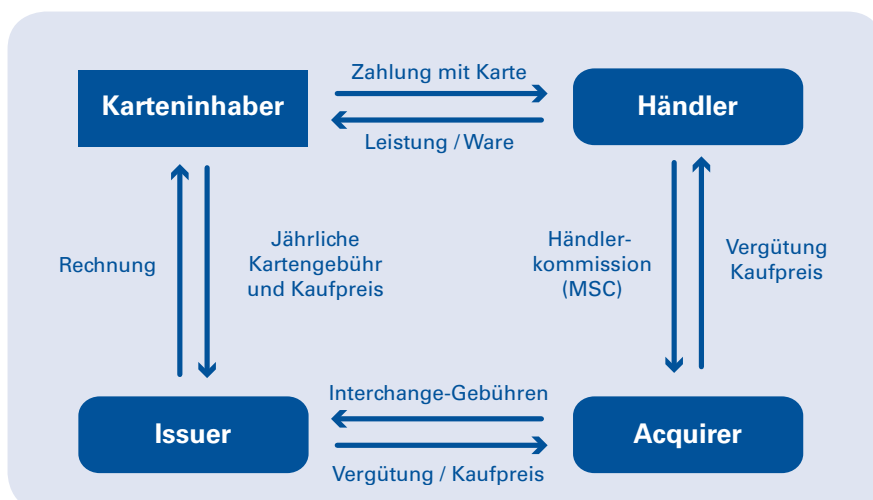 Zahlung mit Karte
Karteninhaber
Händler
Leistung / Ware
Rechnung
Jährliche
Kartengebühr
und Kaufpreis
Händler-
kommission
(MSC)
Vergütung
Kaufpreis
Interchange-Gebühren
Issuer
Acquirer
Vergütung / Kaufpreis